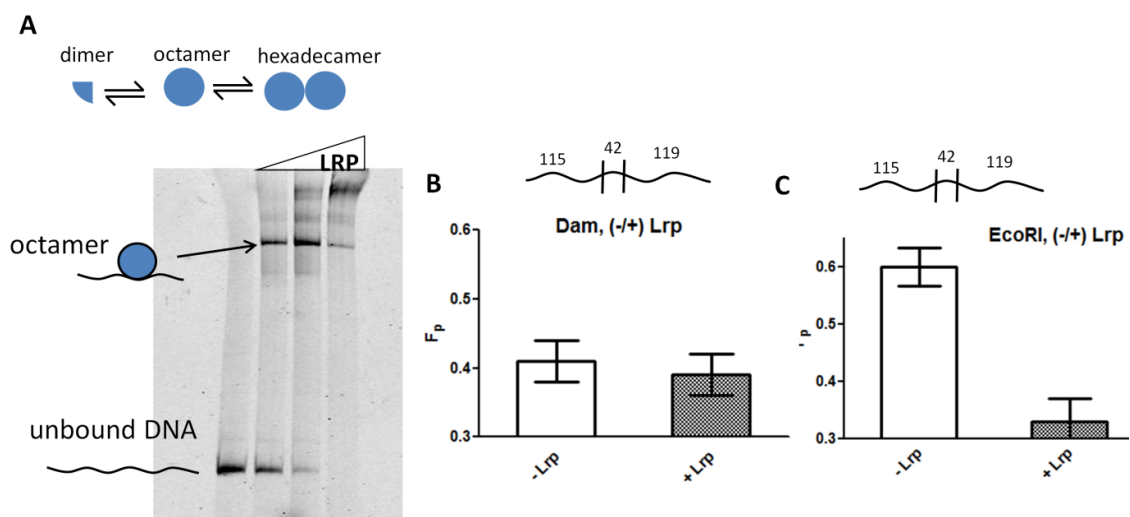 A
dimer
octamer
hexadecamer
LRP
octamer
unbound DNA
B
115
42
119
Dam, (-/+) Lrp
0.6
0.5
0.4
0.3
Fp
- Lrp
+ Lrp
C
115
42
119
EcoRI, (-/+) Lrp
0.6
0.5
0.4
0.3
p
- Lrp
+ Lrp